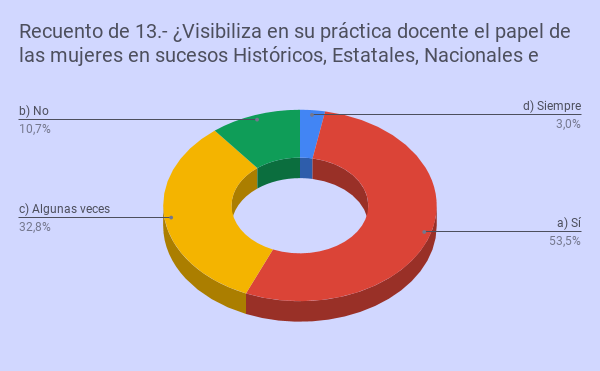 Recuento de 13.- ¿Visibiliza en su práctica docente el papel de
las mujeres en sucesos Históricos, Estatales, Nacionales e
b) No
10,7%
d) Siempre
3,0%
c) Algunas veces
32,8%
a) Sí
53,5%